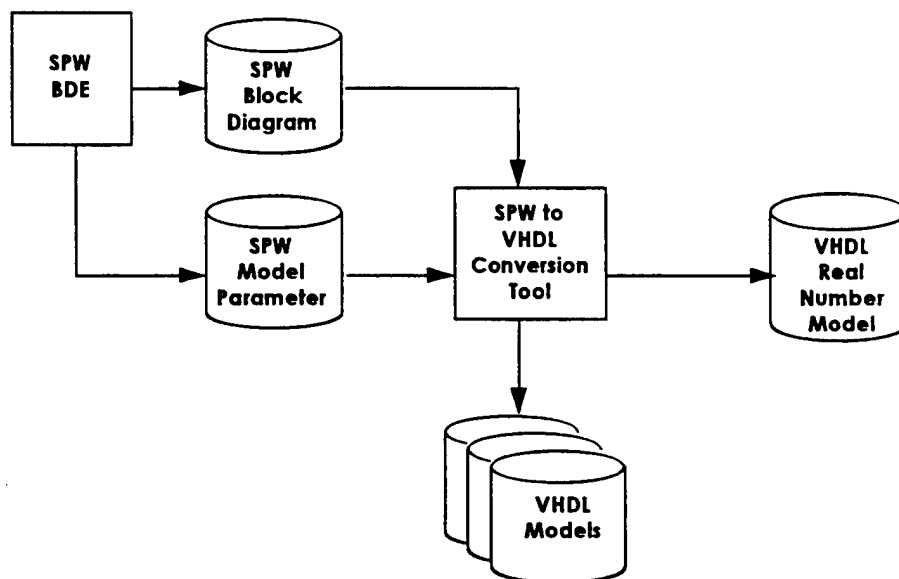 SPW
BDE
SPW
Block
Diagram
SPW
Model
Parameter
SPW to
VHDL
Conversion
Tool
VHDL
Real
Number
Model
VHDL
Models